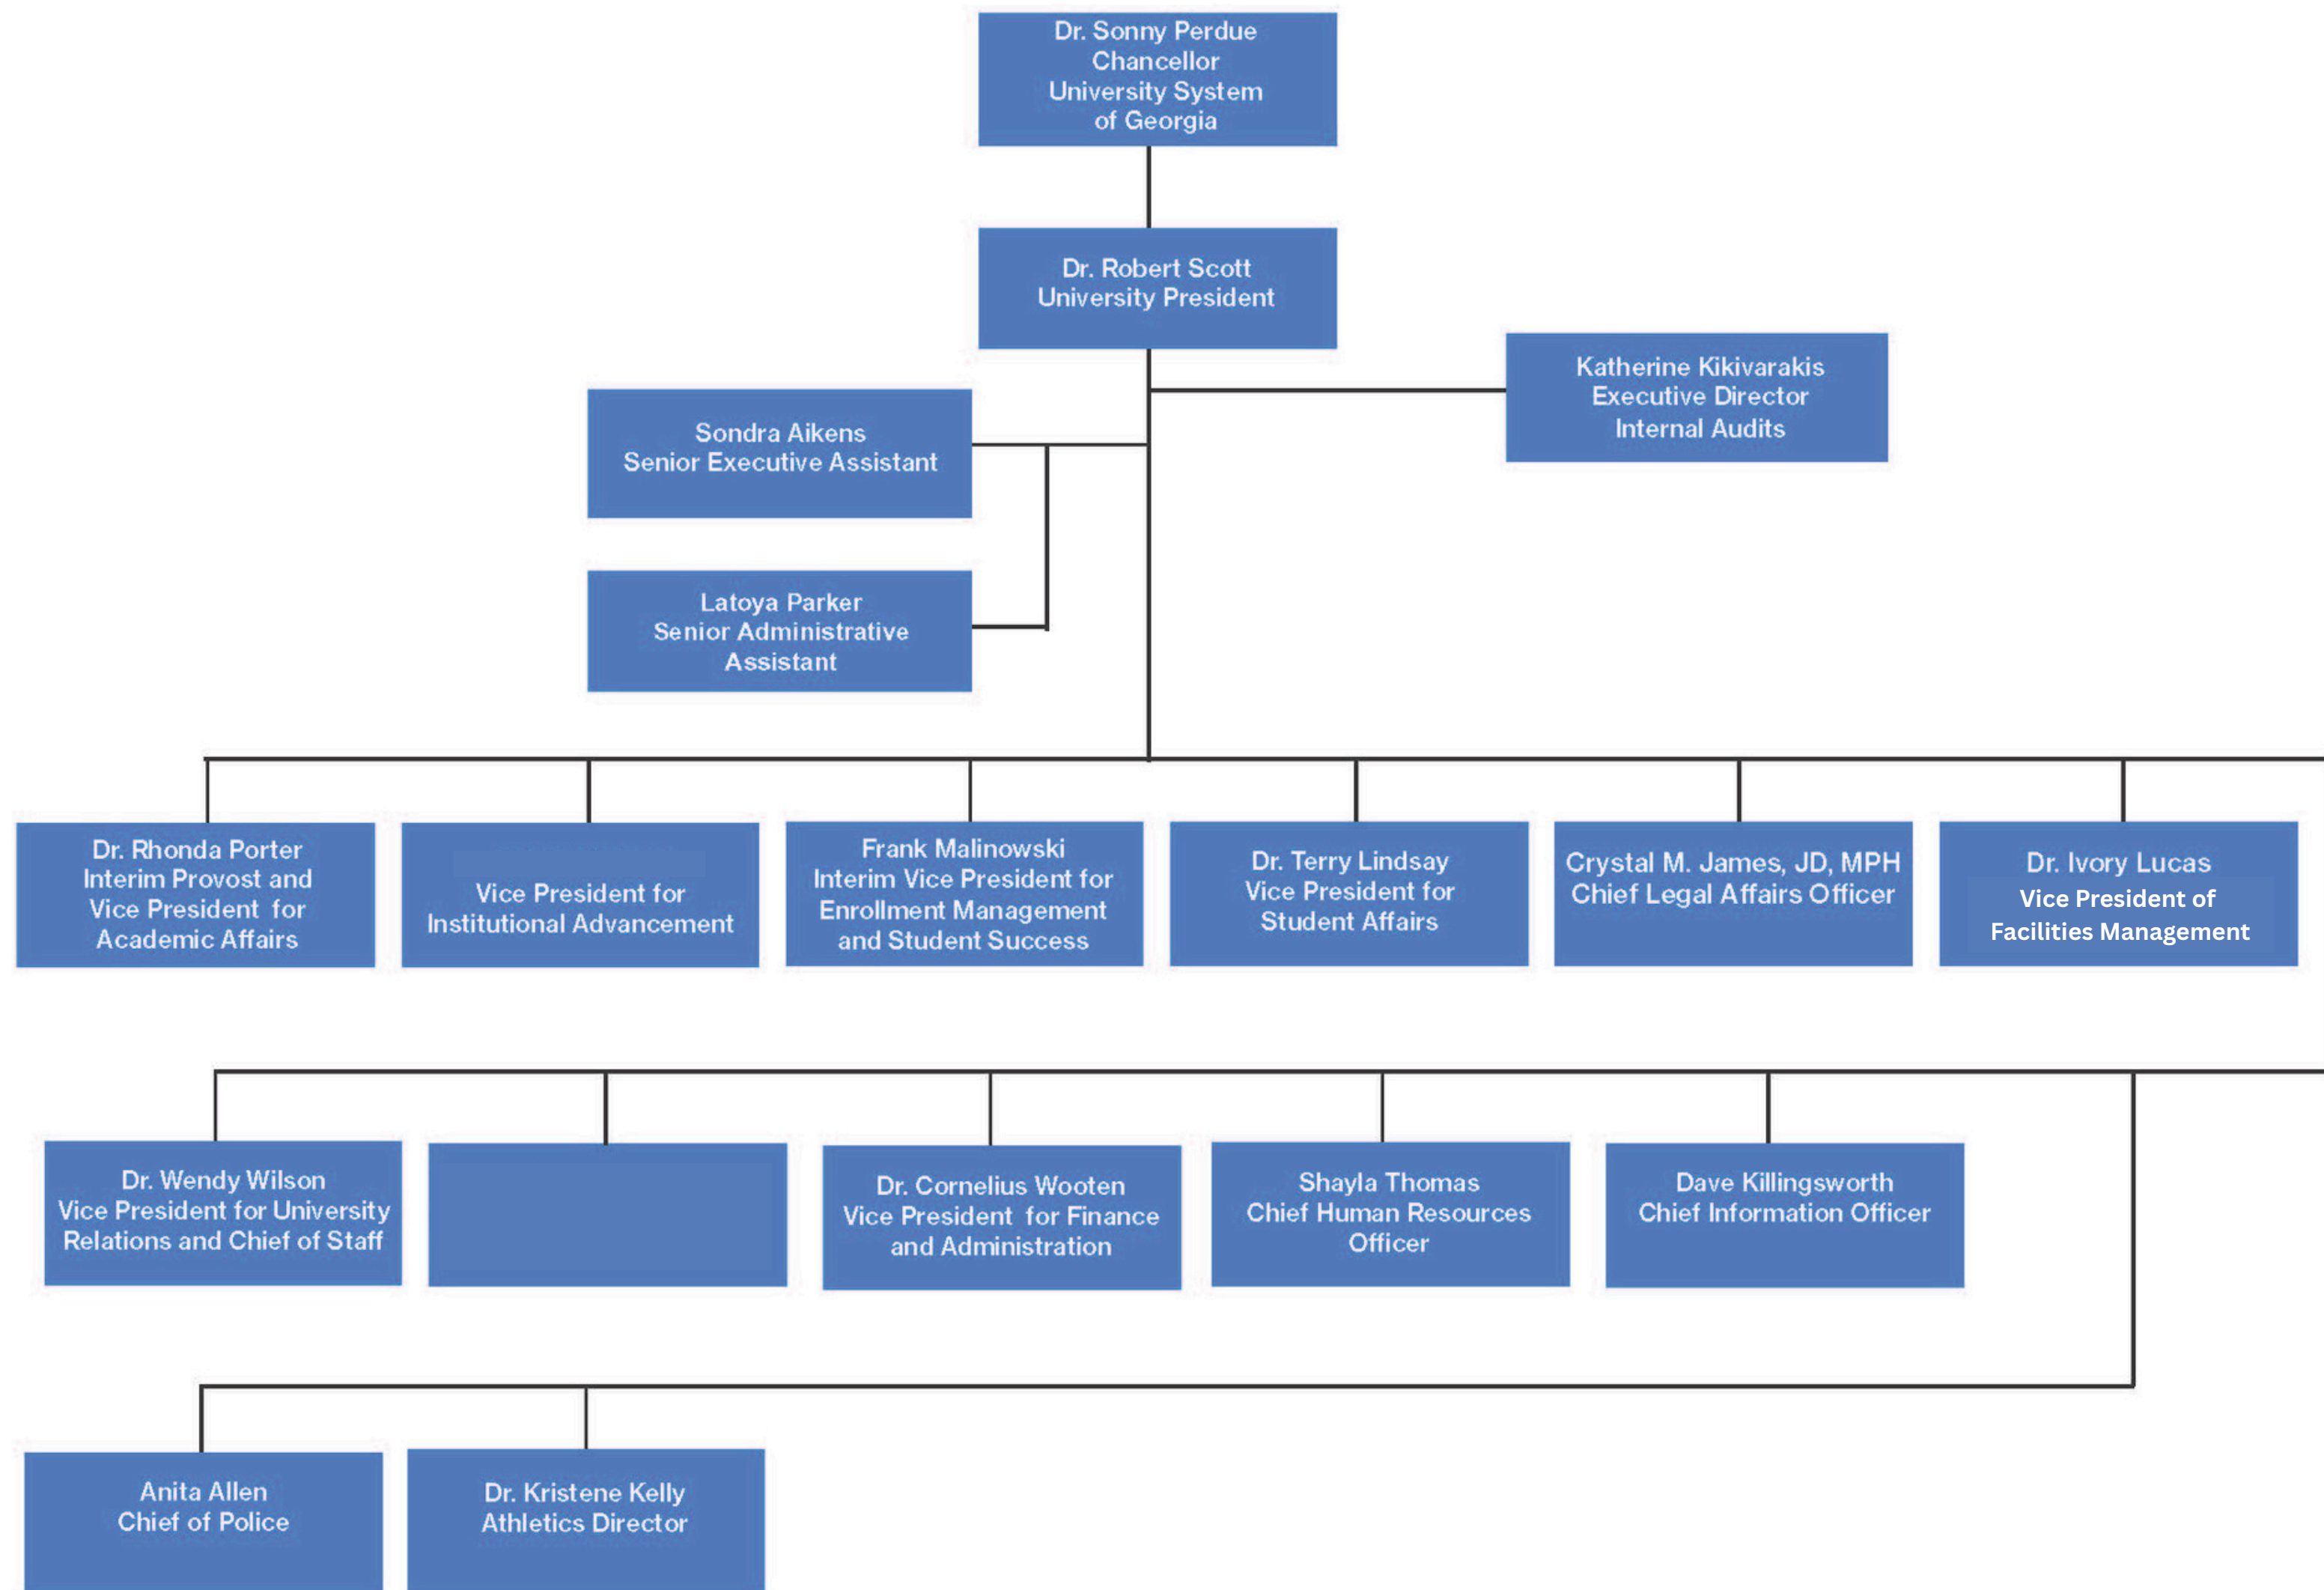 Dr. Sonny Perdue
Chancellor
University System
of Georgia
Dr. Robert Scott
University President
Katherine Kikivarakis
Executive Director
Internal Audits
Sondra Aikens
Senior Executive Assistant
Latoya Parker
Senior Administrative
Assistant
Dr. Rhonda Porter
Interim Provost and
Vice President for
Academic Affairs
Vice President for
Institutional Advancement
Frank Malinowski
Interim Vice President for
Enrollment Management
and Student Success
Dr. Terry Lindsay
Vice President for
Student Affairs
Crystal M. James, JD, MPH
Chief Legal Affairs Officer
Dr. Ivory Lucas
Vice President of
Facilities Management
Dr. Wendy Wilson
Vice President for University
Relations and Chief of Staff
Dr. Cornelius Wooten
Vice President for Finance
and Administration
Shayla Thomas
Chief Human Resources
Officer
Dave Killingsworth
Chief Information Officer
Anita Allen
Chief of Police
Dr. Kristene Kelly
Athletics Director